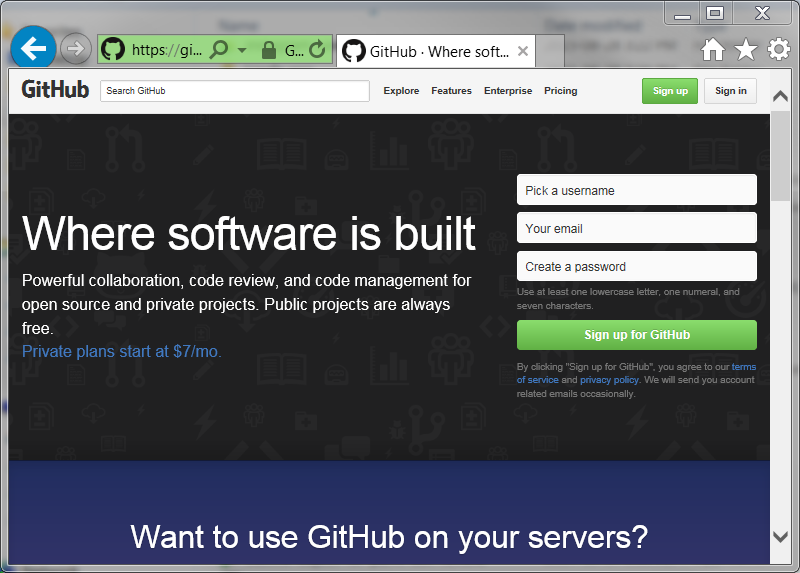 https://gi...
G...
GitHub · Where soft...
GitHub
Search GitHub
Explore
Features
Enterprise
Pricing
Sign up
Sign in
Where software is built
Powerful collaboration, code review, and code management for
open source and private projects. Public projects are always
free.
Private plans start at $7/mo.
Pick a username
Your email
Create a password
Use at least one lowercase letter, one numeral, and
seven characters.
Sign up for GitHub
By clicking "Sign up for GitHub", you agree to our terms
of service and privacy policy. We will send you account
related emails occasionally.
Want to use GitHub on your servers?